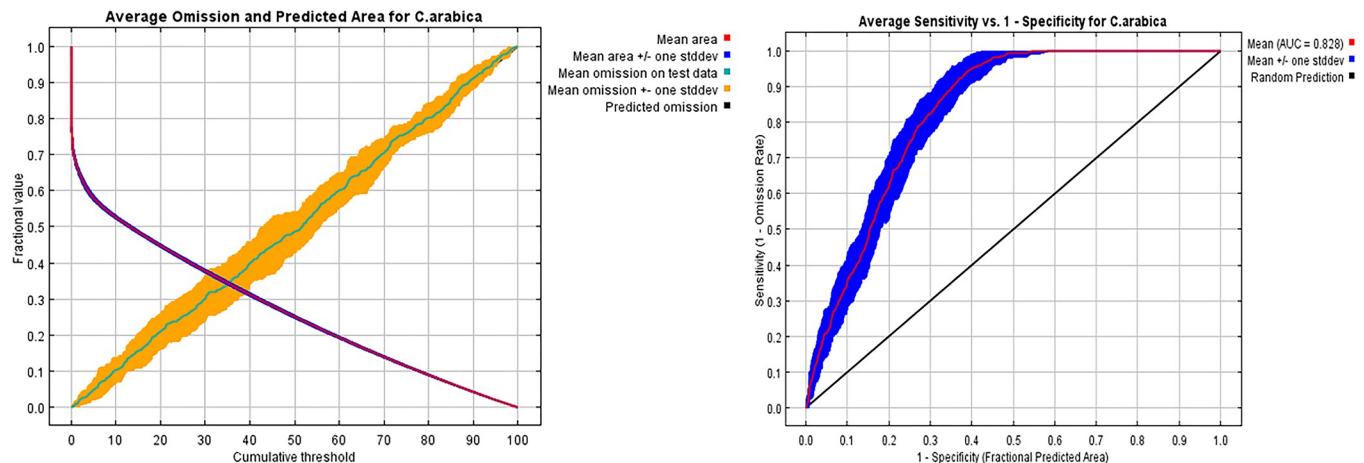 Average Omission and Predicted Area for C.arabica
Mean area
Mean area +/- one stddev
Mean omission on test data
Mean omission +- one stddev
Predicted omission
Fractional value
1.0
0.9
0.8
0.7
0.6
0.5
0.4
0.3
0.2
0.1
0.0
0 10 20 30 40 50 60 70 80 90 100
Cumulative threshold
Average Sensitivity vs. 1 - Specificity for C.arabica
Mean (AUC = 0.828)
Mean +/- one stddev
Random Prediction
Sensitivity (1 - Omission Rate)
1.0
0.9
0.8
0.7
0.6
0.5
0.4
0.3
0.2
0.1
0.0
0.0 0.1 0.2 0.3 0.4 0.5 0.6 0.7 0.8 0.9 1.0
1 - Specificity (Fractional Predicted Area)